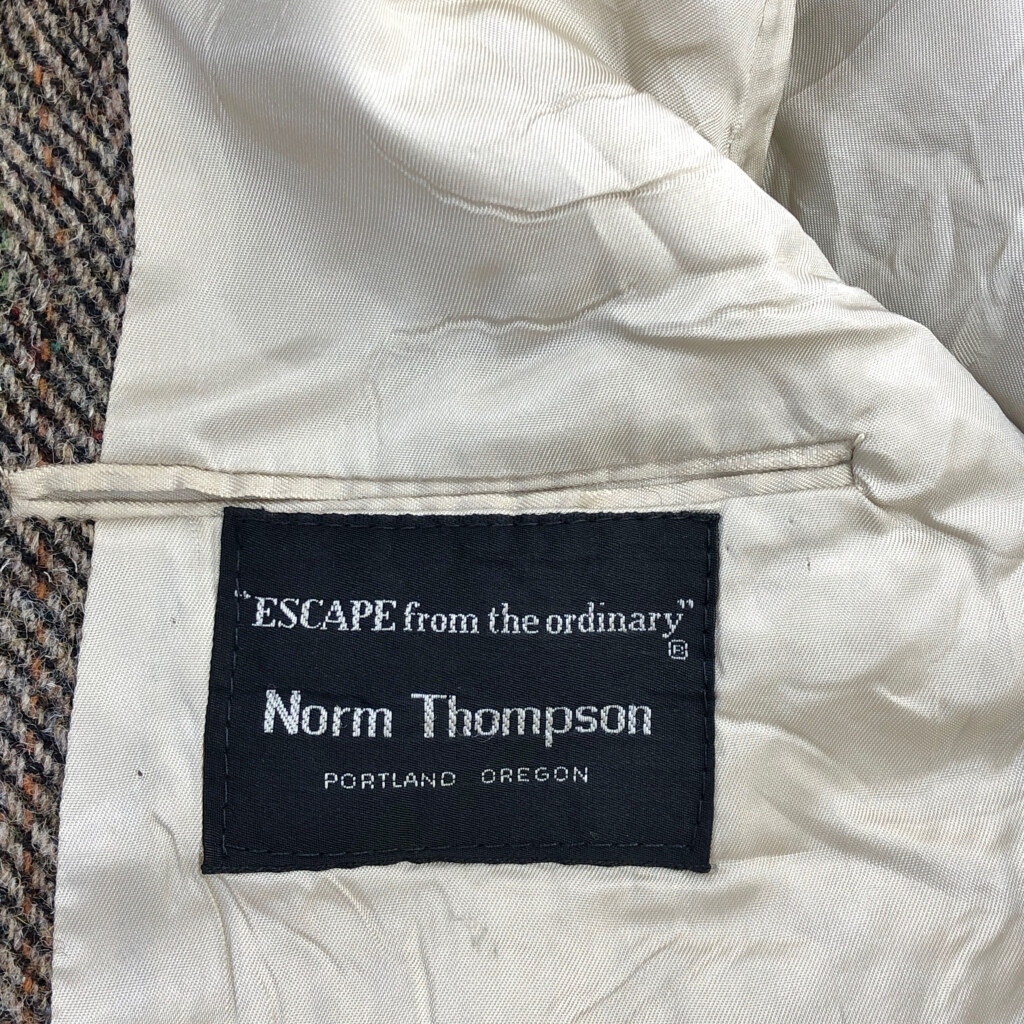 "ESCAPE from the ordinary"
®
Norm Thompson
PORTLAND OREGON